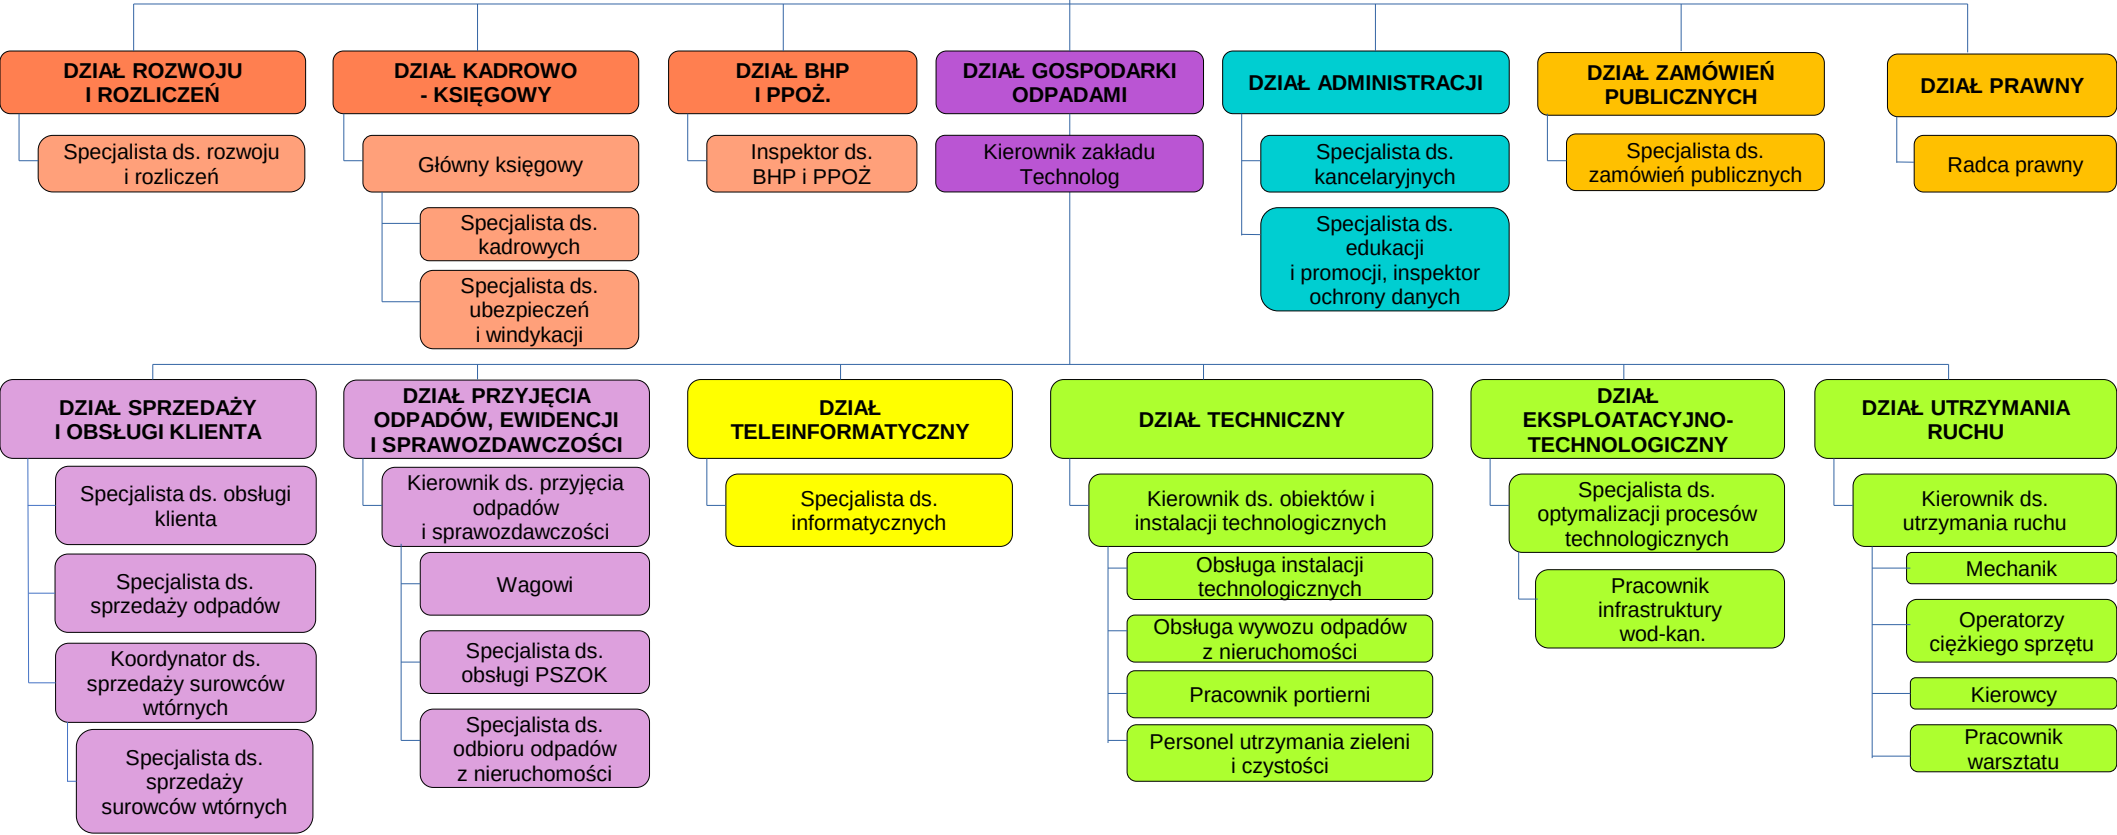 DZIAŁ ROZWOJU
I ROZLICZEŃ
Specjalista ds. rozwoju
i rozliczeń
DZIAŁ KADROWO
- KSIĘGOWY
Główny księgowy
Specjalista ds.
kadrowych
Specjalista ds.
ubezpieczeń
i windykacji
DZIAŁ BHP
I PPOŻ.
Inspektor ds.
BHP i PPOŻ
DZIAŁ GOSPODARKI
ODPADAMI
Kierownik zakładu
Technolog
DZIAŁ ADMINISTRACJI
Specjalista ds.
kancelaryjnych
Specjalista ds.
edukacji
i promocji, inspektor
ochrony danych
DZIAŁ ZAMÓWIEŃ
PUBLICZNYCH
Specjalista ds.
zamówień publicznych
DZIAŁ PRAWNY
Radca prawny
DZIAŁ SPRZEDAŻY
I OBSŁUGI KLIENTA
Specjalista ds. obsługi
klienta
Specjalista ds.
sprzedaży odpadów
Koordynator ds.
sprzedaży surowców
wtórnych
Specjalista ds.
sprzedaży
surowców wtórnych
DZIAŁ PRZYJĘCIA
ODPADÓW, EWIDENCJI
I SPRAWOZDAWCZOŚCI
Kierownik ds. przyjęcia
odpadów
i sprawozdawczości
Wagowi
Specjalista ds.
obsługi PSZOK
Specjalista ds.
odbioru odpadów
z nieruchomości
DZIAŁ
TELEINFORMATYCZNY
Specjalista ds.
informatycznych
DZIAŁ TECHNICZNY
Kierownik ds. obiektów i
instalacji technologicznych
Obsługa instalacji
technologicznych
Obsługa wywozu odpadów
z nieruchomości
Pracownik portierni
Personel utrzymania zieleni
i czystości
DZIAŁ
EKSPLOATACYJNO-
TECHNOLOGICZNY
Specjalista ds.
optymalizacji procesów
technologicznych
Pracownik
infrastruktury
wod-kan.
DZIAŁ UTRZYMANIA
RUCHU
Kierownik ds.
utrzymania ruchu
Mechanik
Operatorzy
ciężkiego sprzętu
Kierowcy
Pracownik
warsztatu